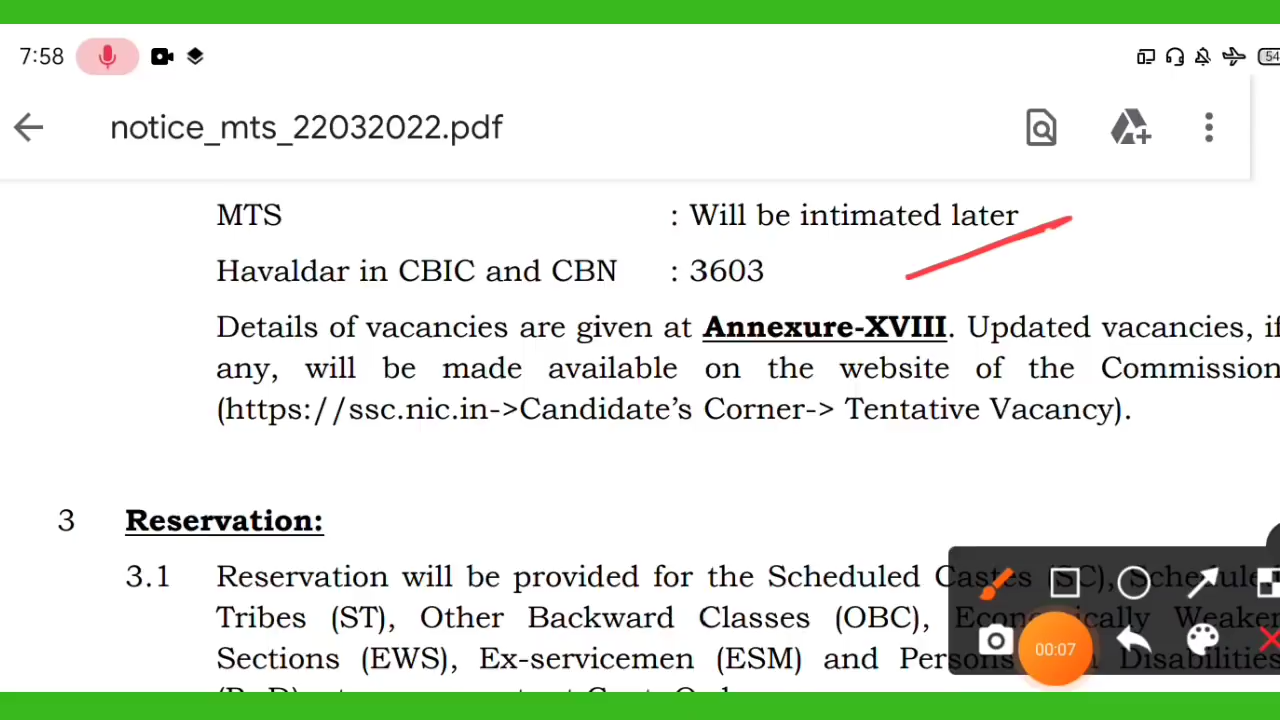 7:58
54
notice_mts_22032022.pdf
MTS : Will be intimated later
Havaldar in CBIC and CBN : 3603
Details of vacancies are given at Annexure-XVIII. Updated vacancies, if
any, will be made available on the website of the Commission
(https://ssc.nic.in->Candidate's Corner-> Tentative Vacancy).
3 Reservation:
3.1 Reservation will be provided for the Scheduled Castes (SC), Schedule
Tribes (ST), Other Backward Classes (OBC), Economically Weaker
Sections (EWS), Ex-servicemen (ESM) and Persons Disabilities
00:07